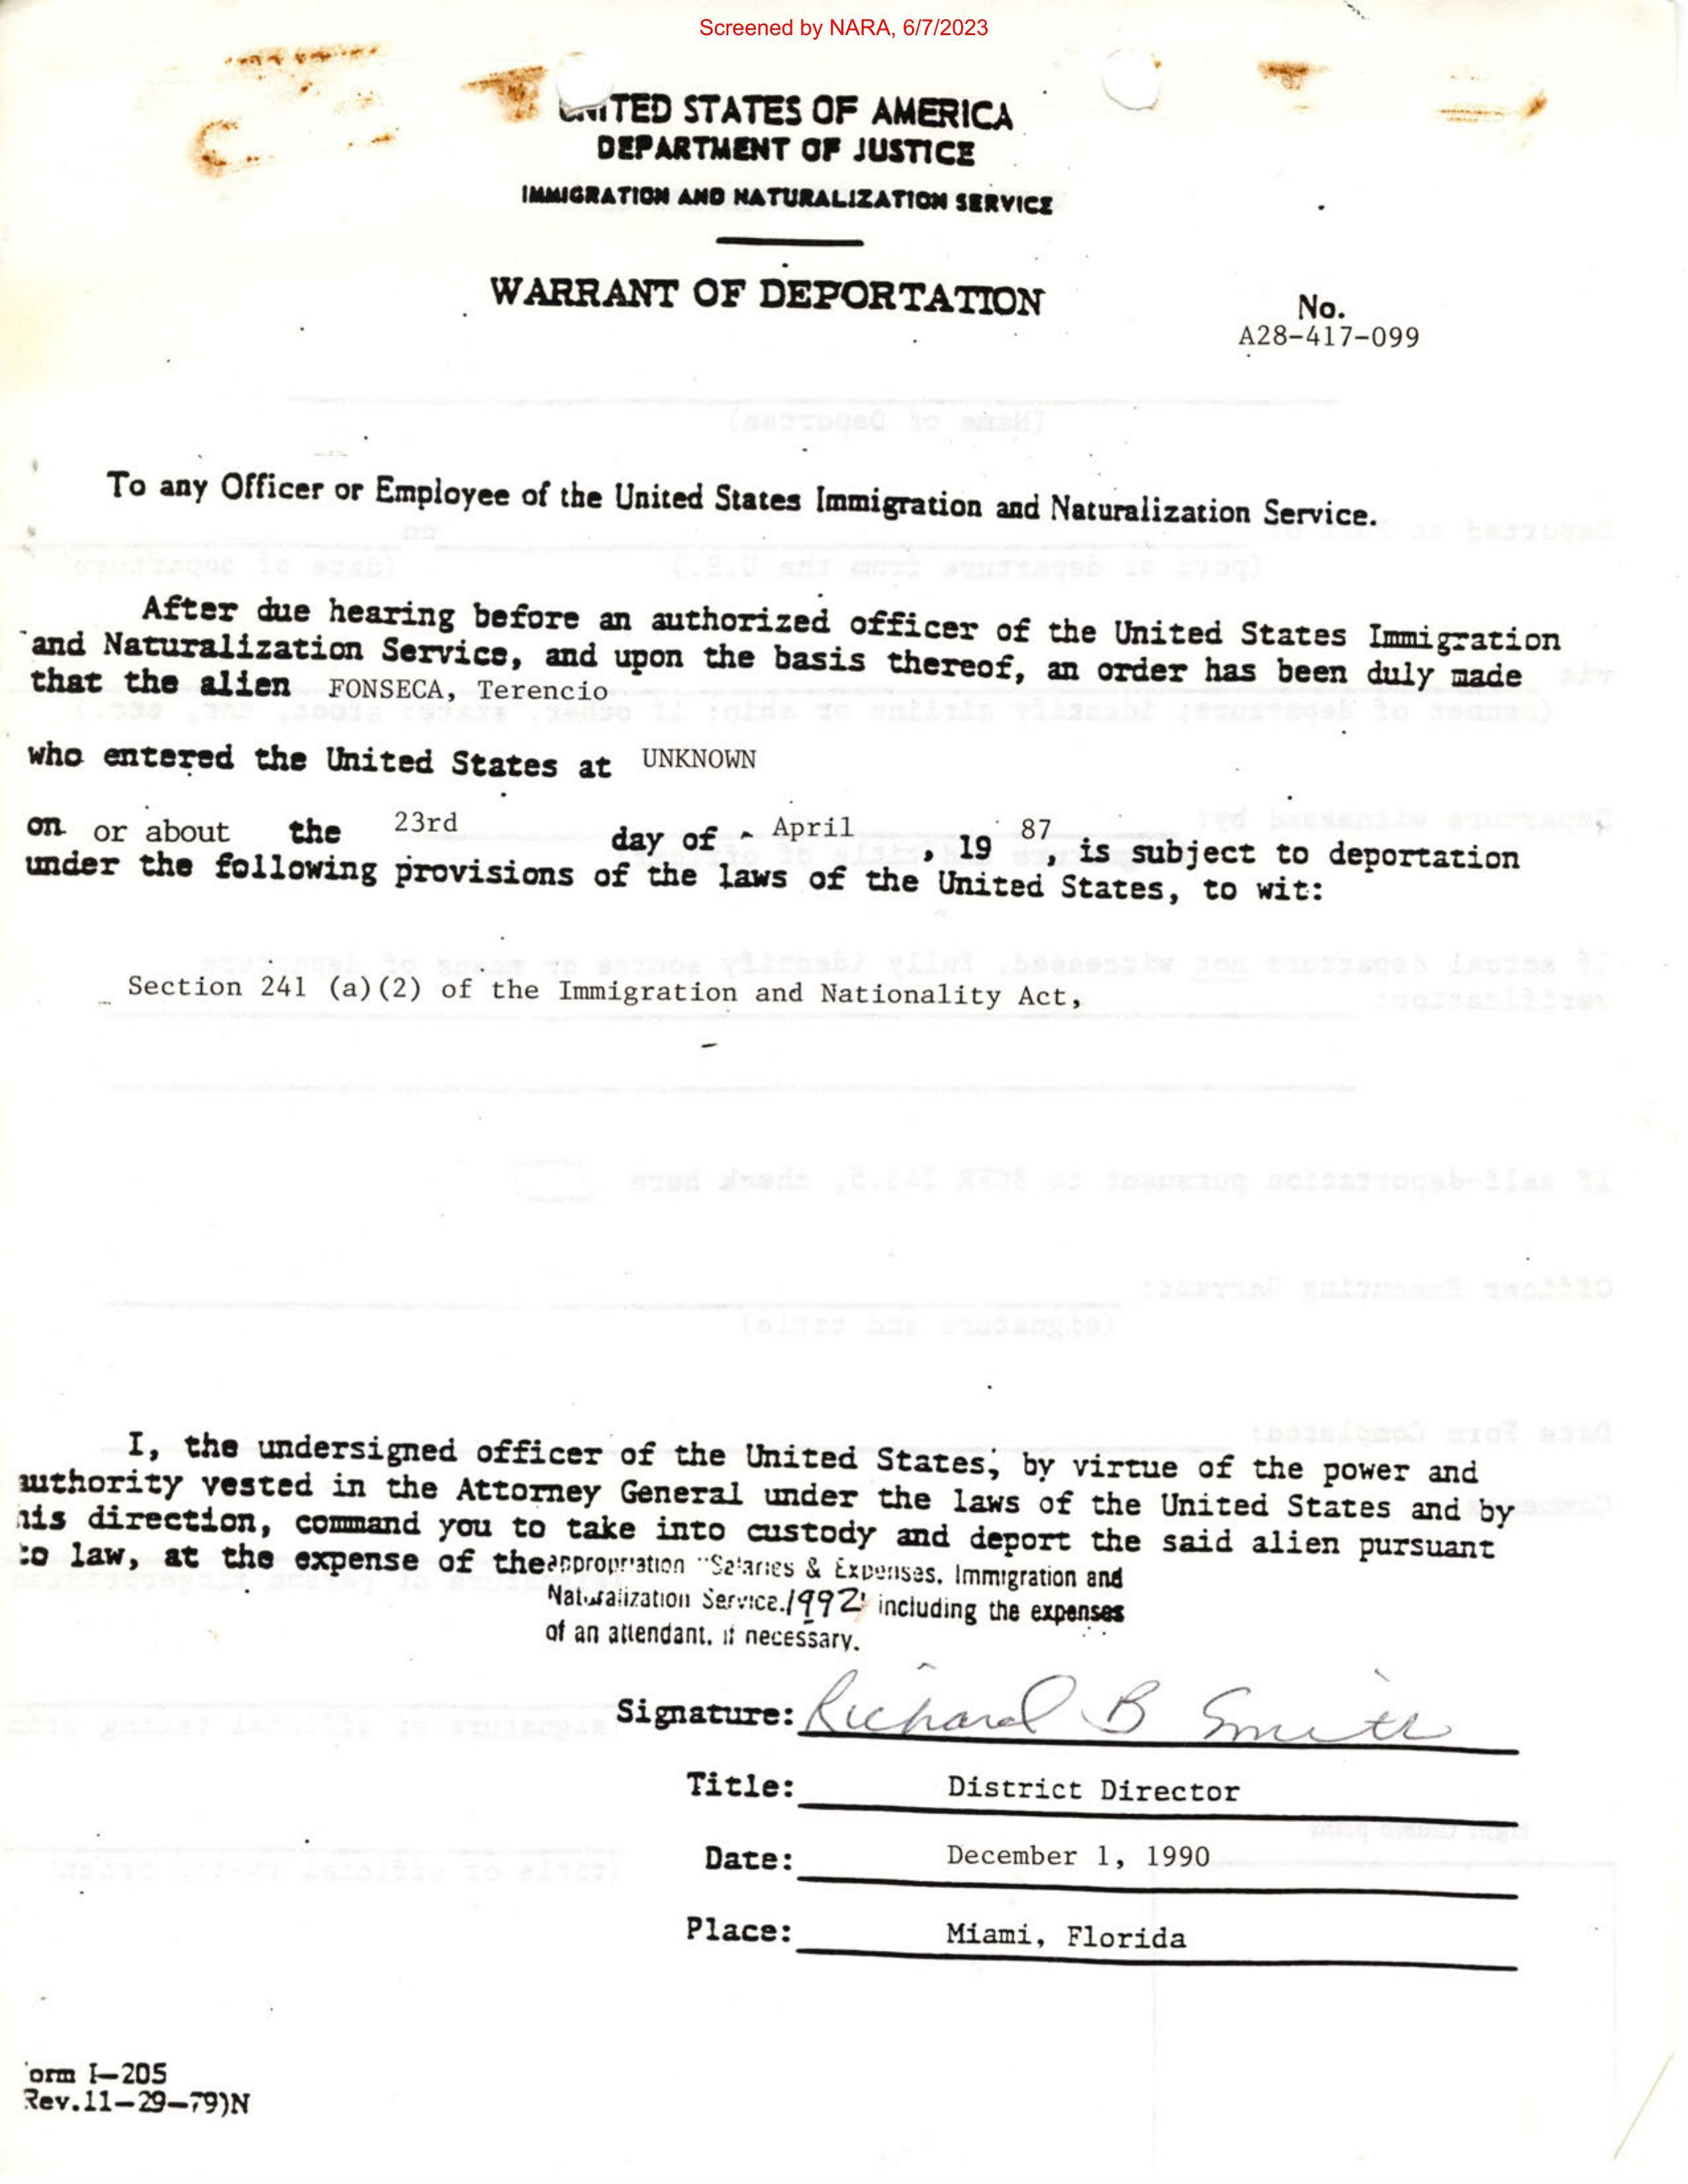 Screened by NARA, 6/7/2023
UNITED STATES OF AMERICA
DEPARTMENT OF JUSTICE
IMMIGRATION AND NATURALIZATION SERVICE
WARRANT OF DEPORTATION
No.
A28-417-099
To any Officer or Employee of the United States Immigration and Naturalization Service.
After due hearing before an authorized officer of the United States Immigration
and Naturalization Service, and upon the basis thereof, an order has been duly made
that the alien FONSECA, Terencio
who entered the United States at UNKNOWN
on or about the 23rd day of April, 19 87, is subject to deportation
under the following provisions of the laws of the United States, to wit:
Section 241 (a)(2) of the Immigration and Nationality Act,
I, the undersigned officer of the United States, by virtue of the power and
authority vested in the Attorney General under the laws of the United States and by
his direction, command you to take into custody and deport the said alien pursuant
to law, at the expense of the appropriation "Salaries & Expenses, Immigration and
Naturalization Service, 1992" including the expenses
of an attendant, if necessary.
Signature: Richard B Smith
Title: District Director
Date: December 1, 1990
Place: Miami, Florida
orm I-205
Rev.11-29-79)N